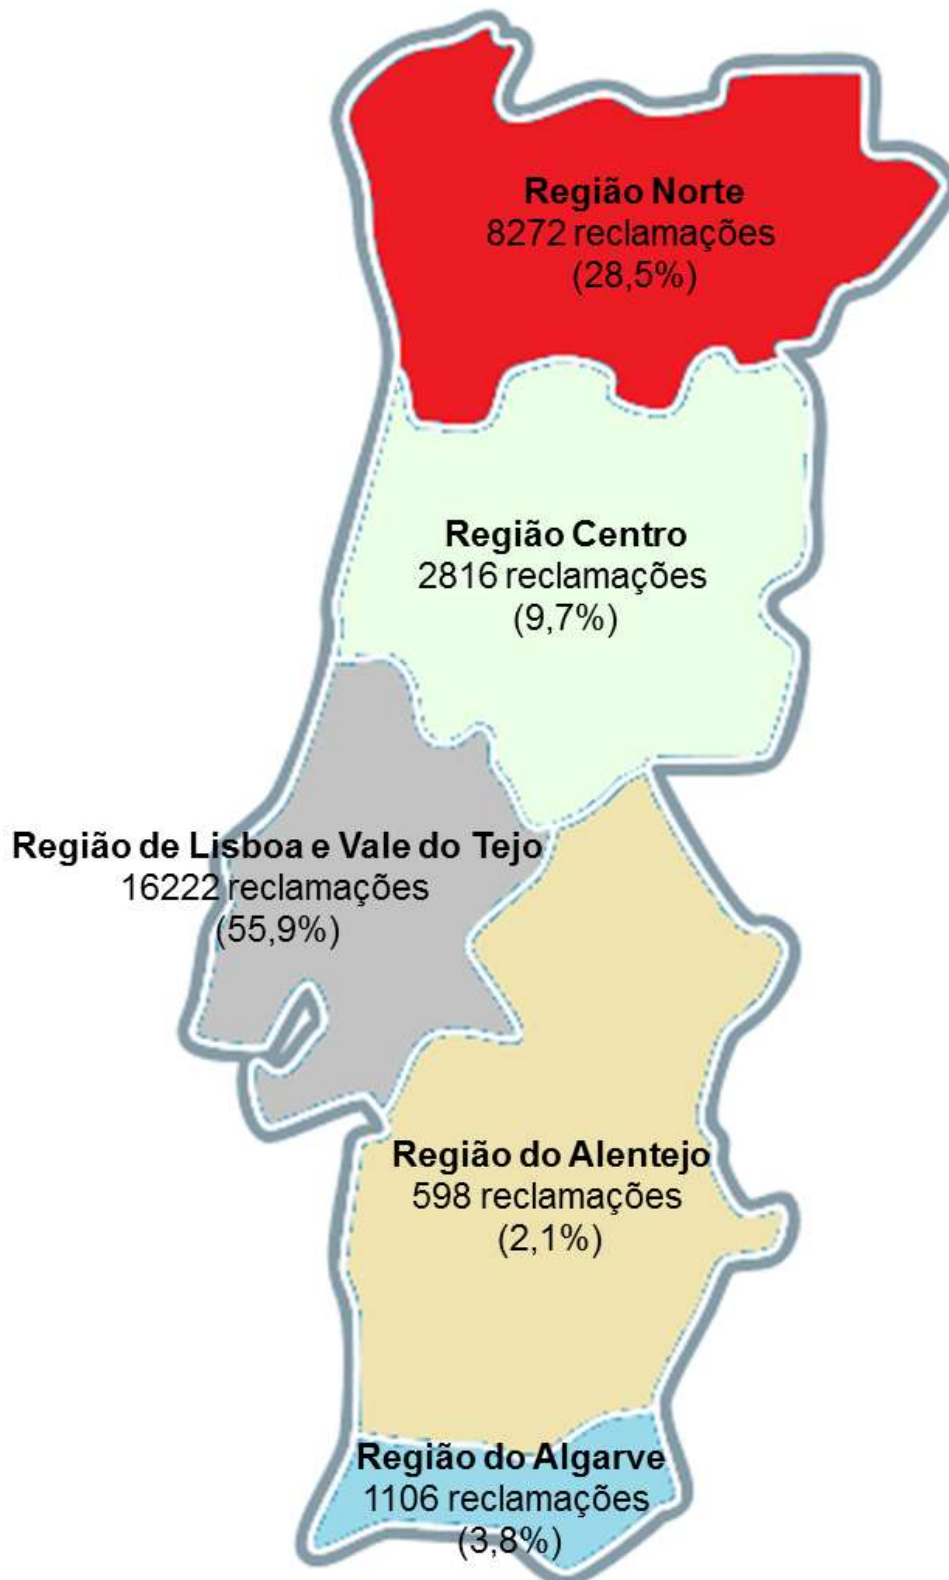 Região Norte
8272 reclamações
(28,5%)
Região Centro
2816 reclamações
(9,7%)
Região de Lisboa e Vale do Tejo
16222 reclamações
(55,9%)
Região do Alentejo
598 reclamações
(2,1%)
Região do Algarve
1106 reclamações
(3,8%)